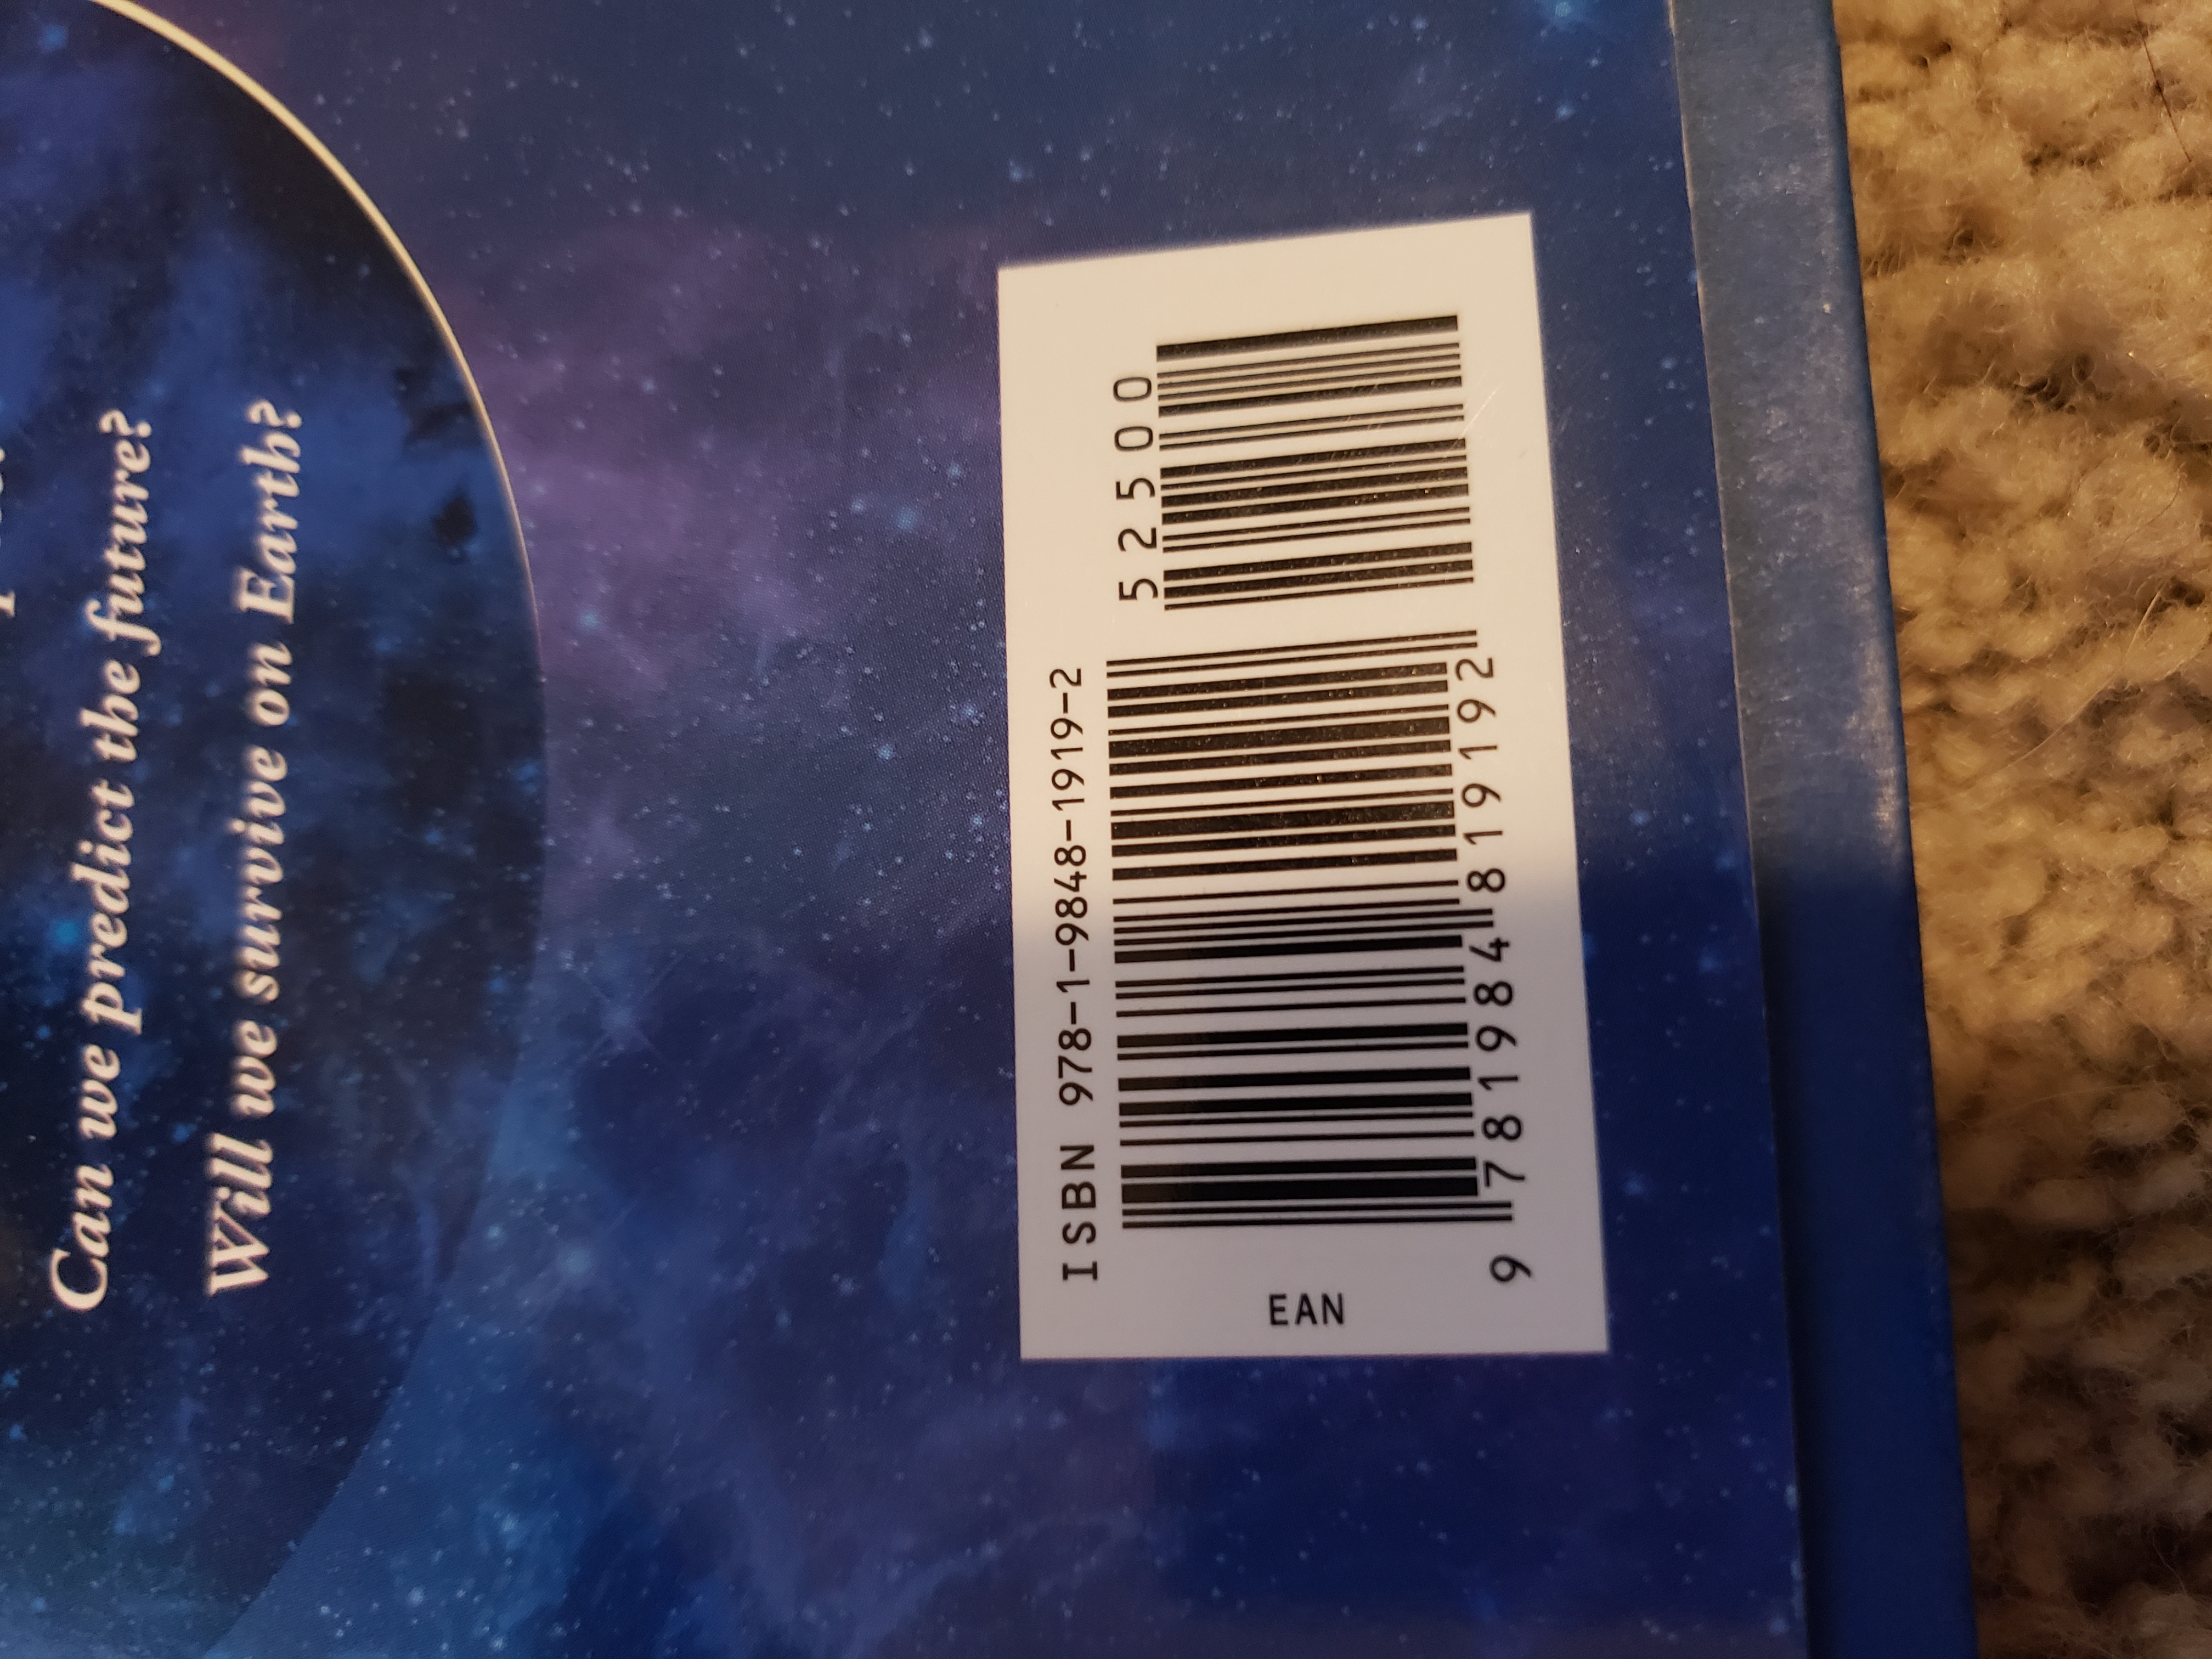 Can we predict the future?
Will we survive on Earth?
ISBN 978-1-9848-1919-2
52500
EAN
9 781984 819192